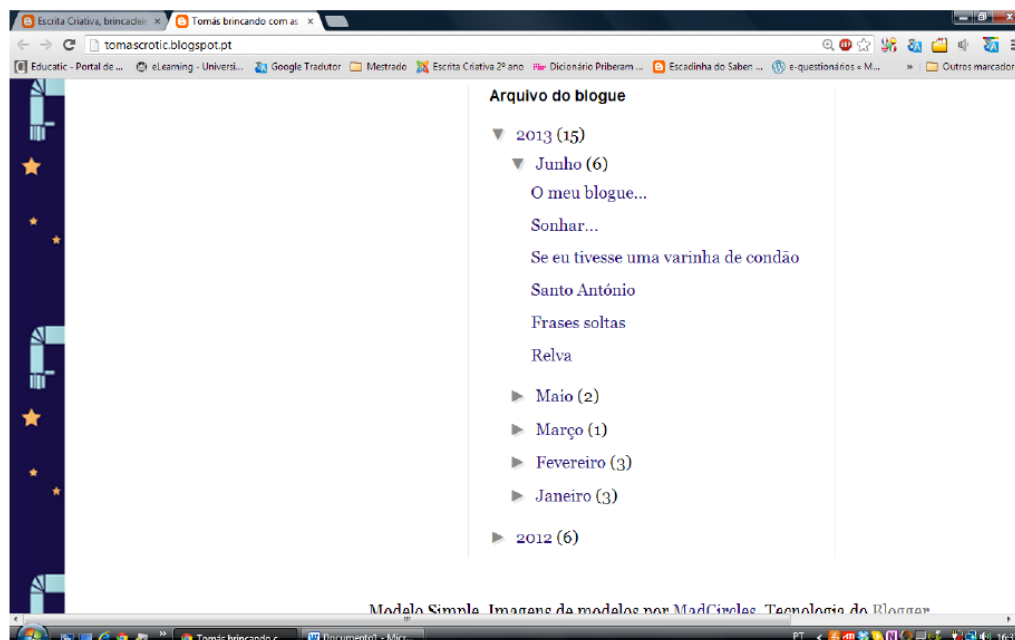 Escrita Criativa, brincadeir
Tomás brincando com as
tomascrotic.blogspot.pt
Educatic - Portal de ...
eLearning - Universi...
Google Tradutor
Mestrado
Escrita Criativa 2º ano
Dicionário Priberam ...
Escadinha do Saber: ...
e-questionários « M...
»
Outros marcador
Arquivo do blogue
▼ 2013 (15)
▼ Junho (6)
O meu blogue...
Sonhar...
Se eu tivesse uma varinha de condão
Santo António
Frases soltas
Relva
► Maio (2)
► Março (1)
► Fevereiro (3)
► Janeiro (3)
► 2012 (6)
Modelo Simple. Imagens de modelos por MadCircles. Tecnologia do Blogger.
Tomás brincando c...
Documento1 - Micr...
PT